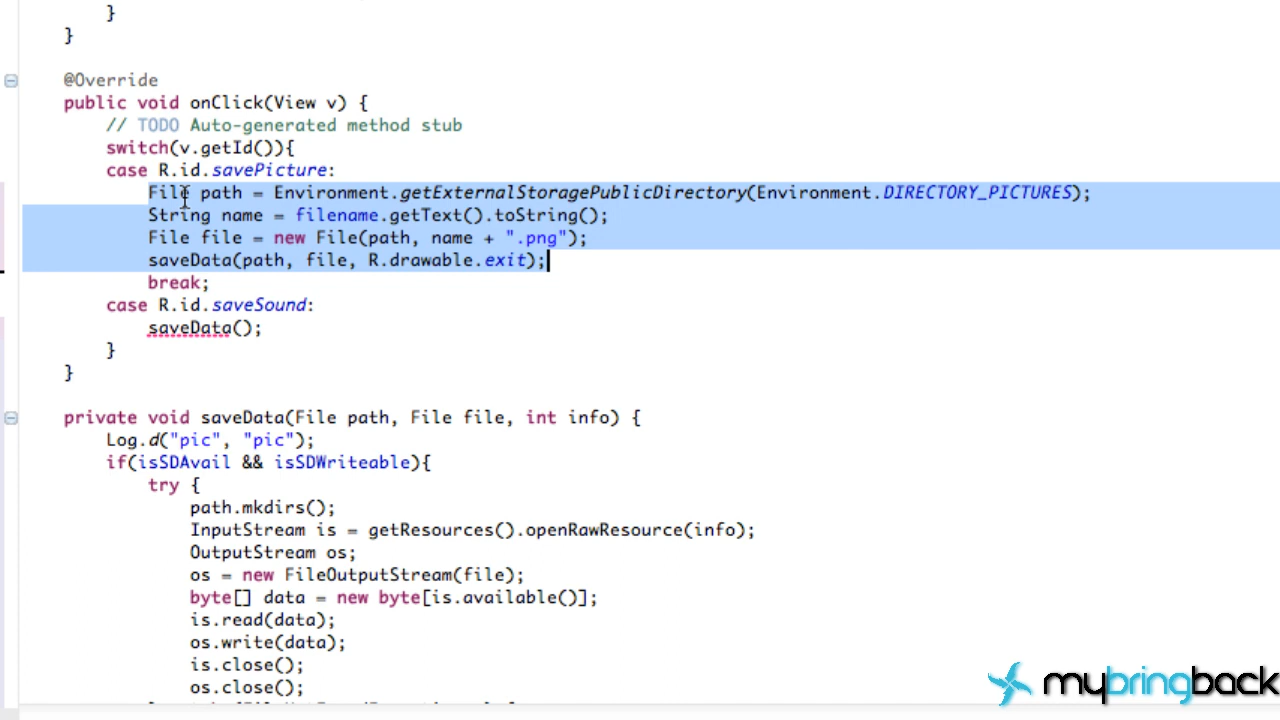 }
}
@Override
public void onClick(View v) {
// TODO Auto-generated method stub
switch(v.getId()){
case R.id.savePicture:
File path = Environment.getExternalStoragePublicDirectory(Environment.DIRECTORY_PICTURES);
String name = filename.getText().toString();
File file = new File(path, name + ".png");
saveData(path, file, R.drawable.exit);
break;
case R.id.saveSound:
saveData();
}
}
private void saveData(File path, File file, int info) {
Log.d("pic", "pic");
if(isSDAvail && isSDWriteable){
try {
path.mkdirs();
InputStream is = getResources().openRawResource(info);
OutputStream os;
os = new FileOutputStream(file);
byte[] data = new byte[is.available()];
is.read(data);
os.write(data);
is.close();
os.close();
mybringback